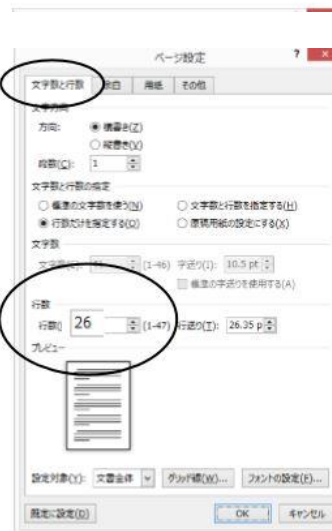 ページ設定 ?
文字数と行数 余白 用紙 その他
文字方向
方向: 横書き(Z)
縦書き(V)
段数(C): 1
文字数と行数の指定
標準の文字数を使う(N) 文字数と行数を指定する(H)
行数だけを指定する(O) 原稿用紙の設定にする(X)
文字数
(1-46) 字送り(I): 10.5 pt
標準の字送りを使用する(A)
行数
行数 26 (1-47) 行送り(T): 26.35 p
プレビュー
設定対象(Y): 文書全体 グリッド線(W)... フォントの設定(F)...
既定に設定(D) OK キャンセル